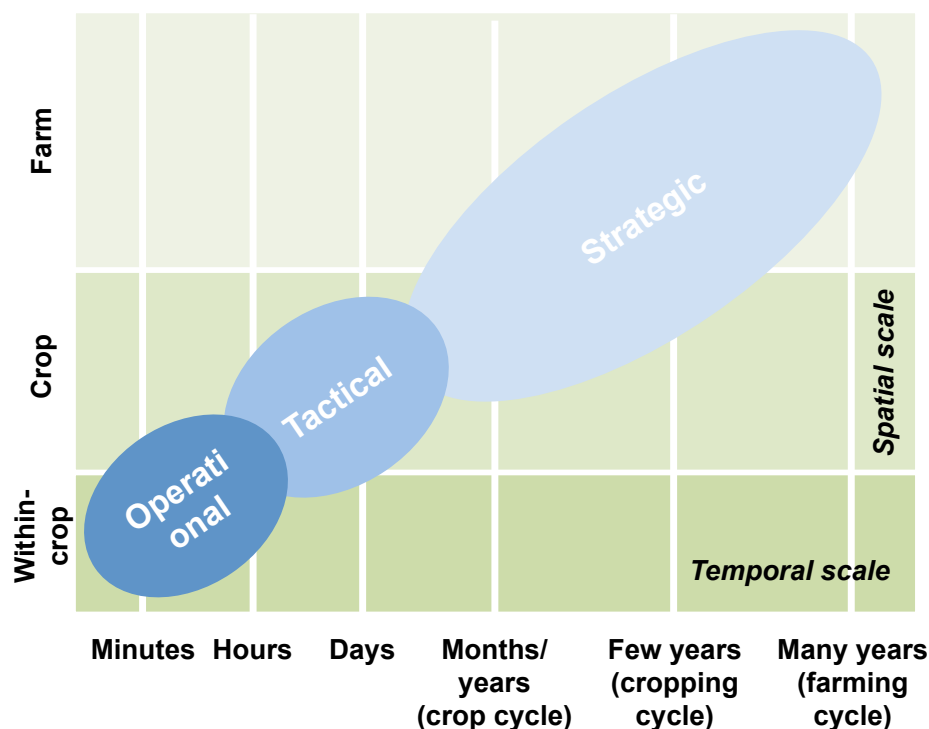 Farm
Crop
Within-
crop
Strategic
Tactical
Operati
onal
Spatial scale
Temporal scale
Minutes
Hours
Days
Months/
years
(crop cycle)
Few years
(cropping
cycle)
Many years
(farming
cycle)